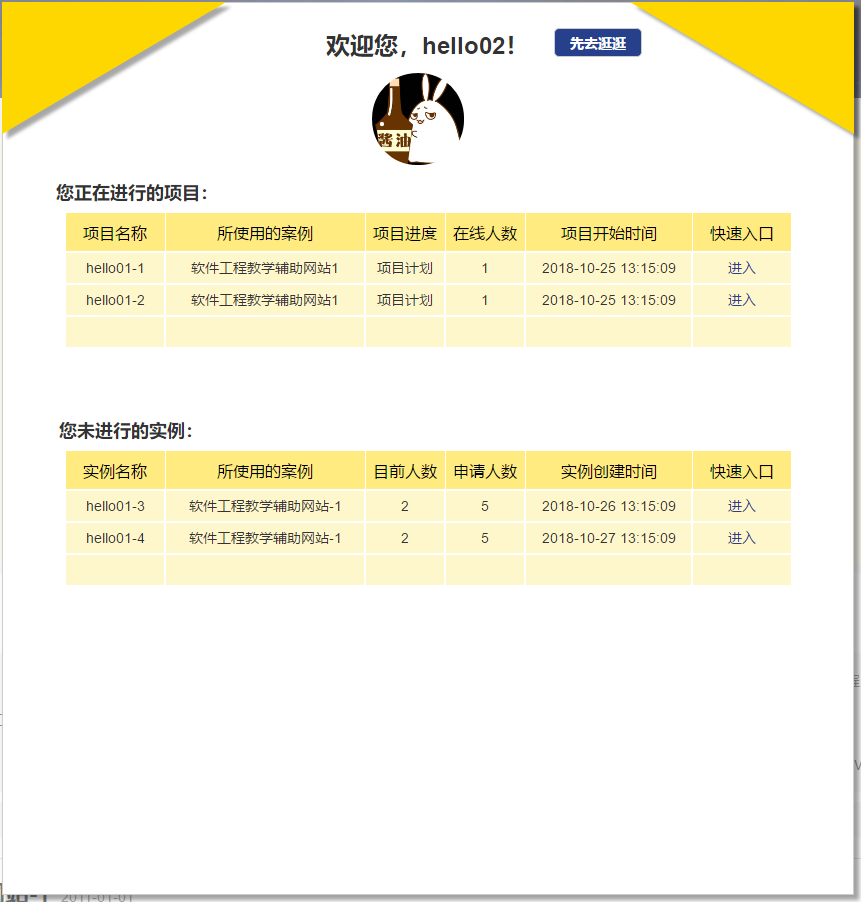 欢迎您，hello02！ 先去逛逛
酱油
您正在进行的项目：
项目名称 所使用的案例 项目进度 在线人数 项目开始时间 快速入口
hello01-1 软件工程教学辅助网站1 项目计划 1 2018-10-25 13:15:09 进入
hello01-2 软件工程教学辅助网站1 项目计划 1 2018-10-25 13:15:09 进入
您未进行的实例：
实例名称 所使用的案例 目前人数 申请人数 实例创建时间 快速入口
hello01-3 软件工程教学辅助网站-1 2 5 2018-10-26 13:15:09 进入
hello01-4 软件工程教学辅助网站-1 2 5 2018-10-27 13:15:09 进入